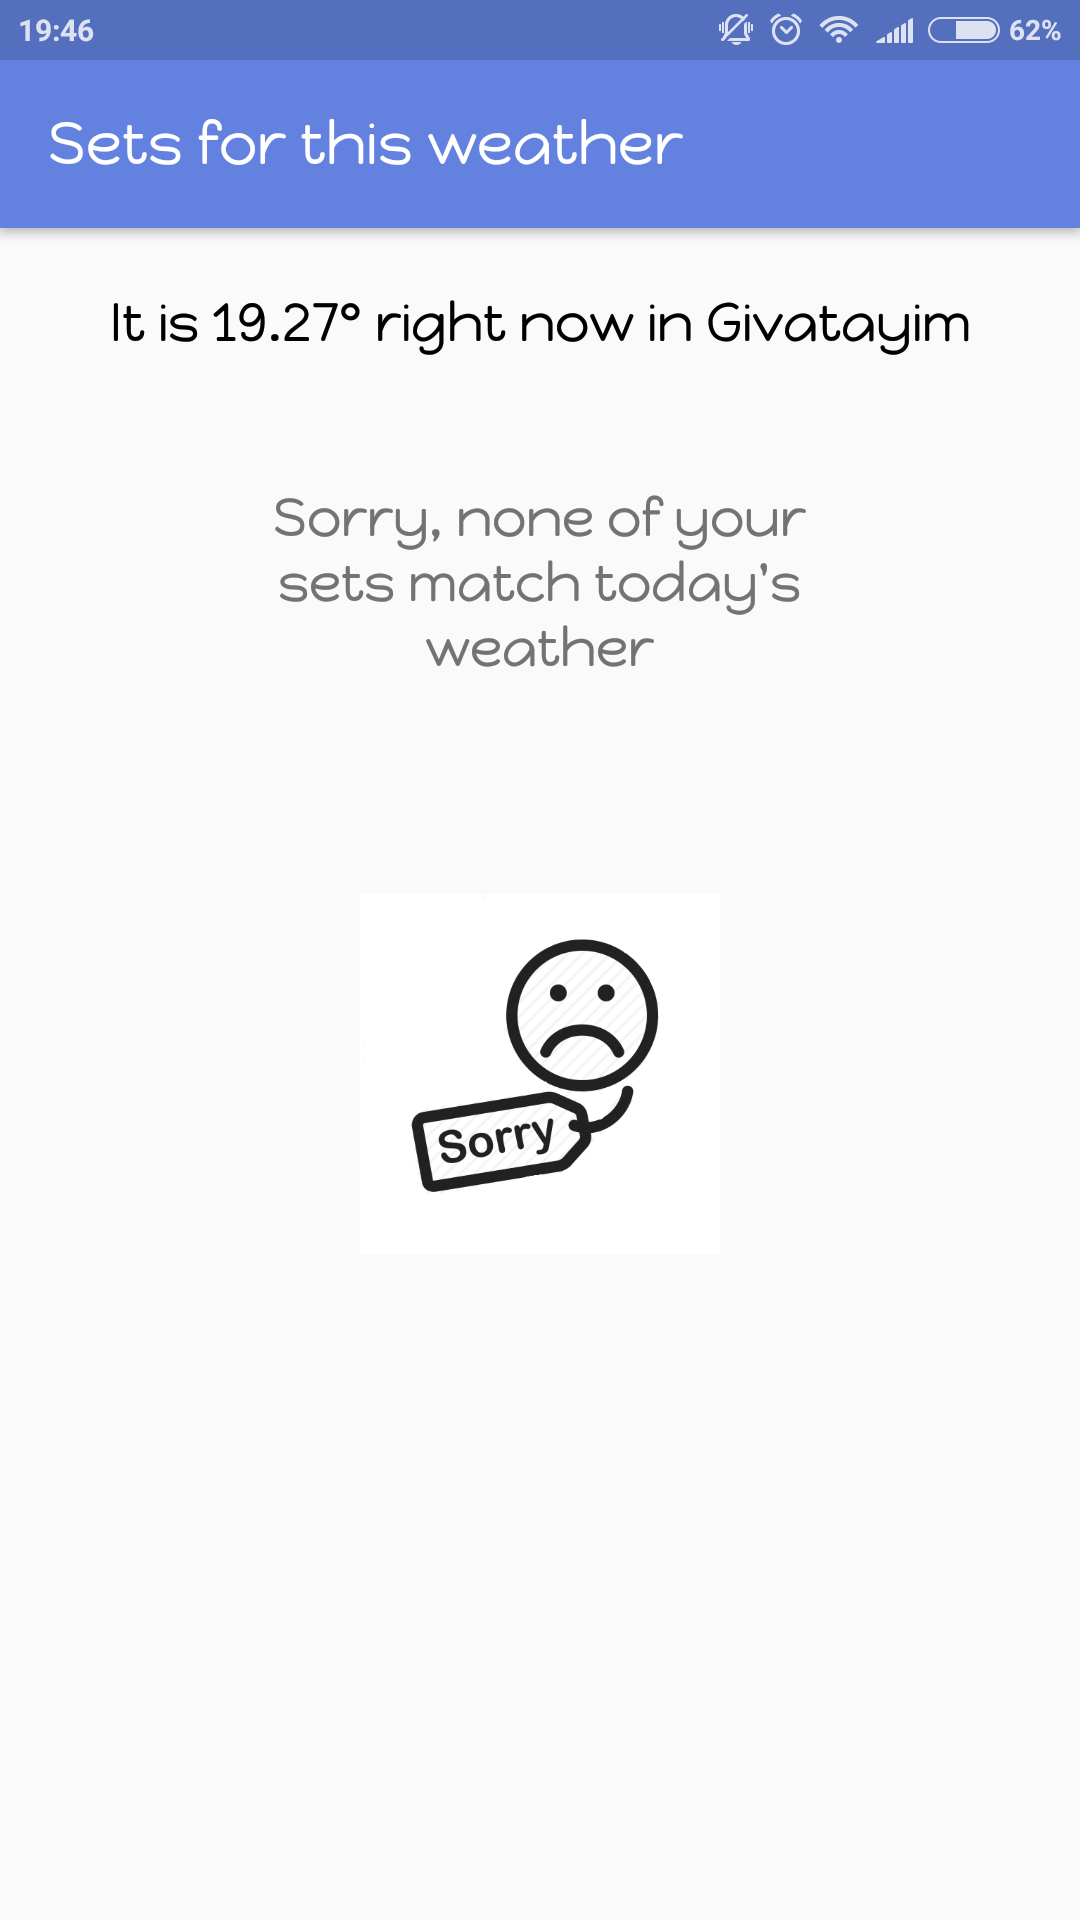 19:46
62%
Sets for this weather
It is 19.27° right now in Givatayim
Sorry, none of your
sets match today's
weather
Sorry